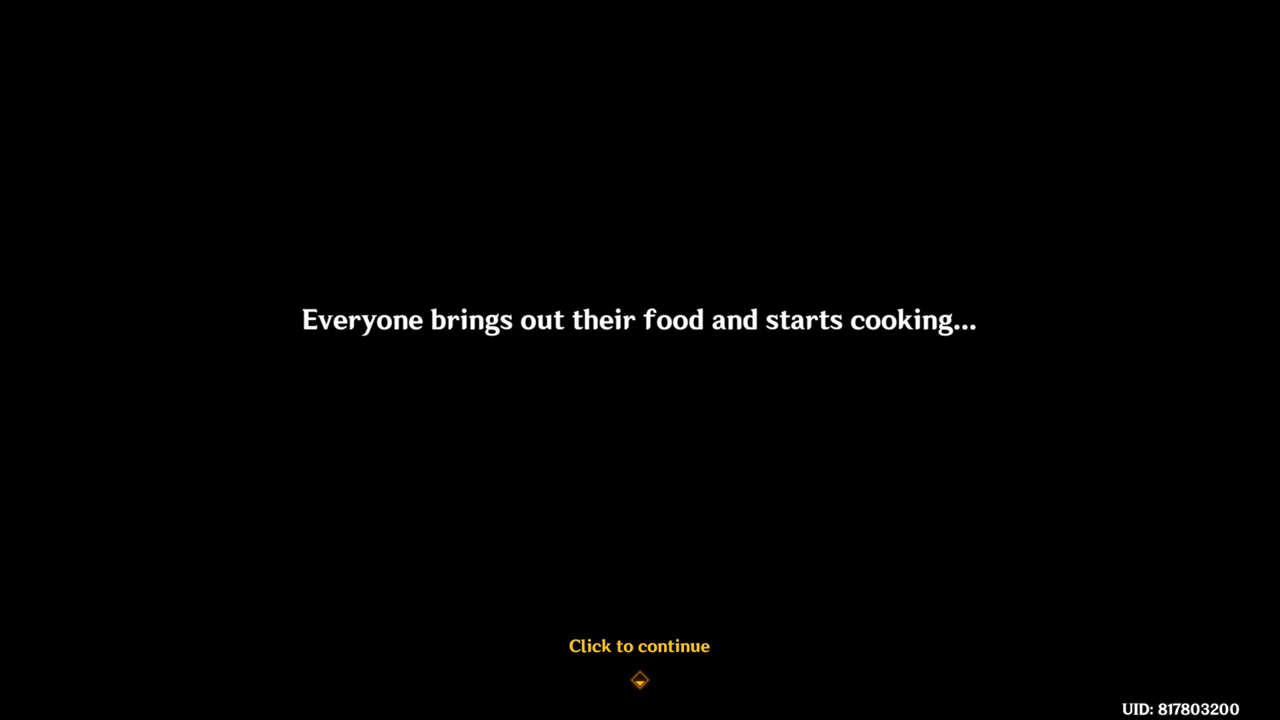 Everyone brings out their food and starts cooking...
Click to continue
UID: 817803200